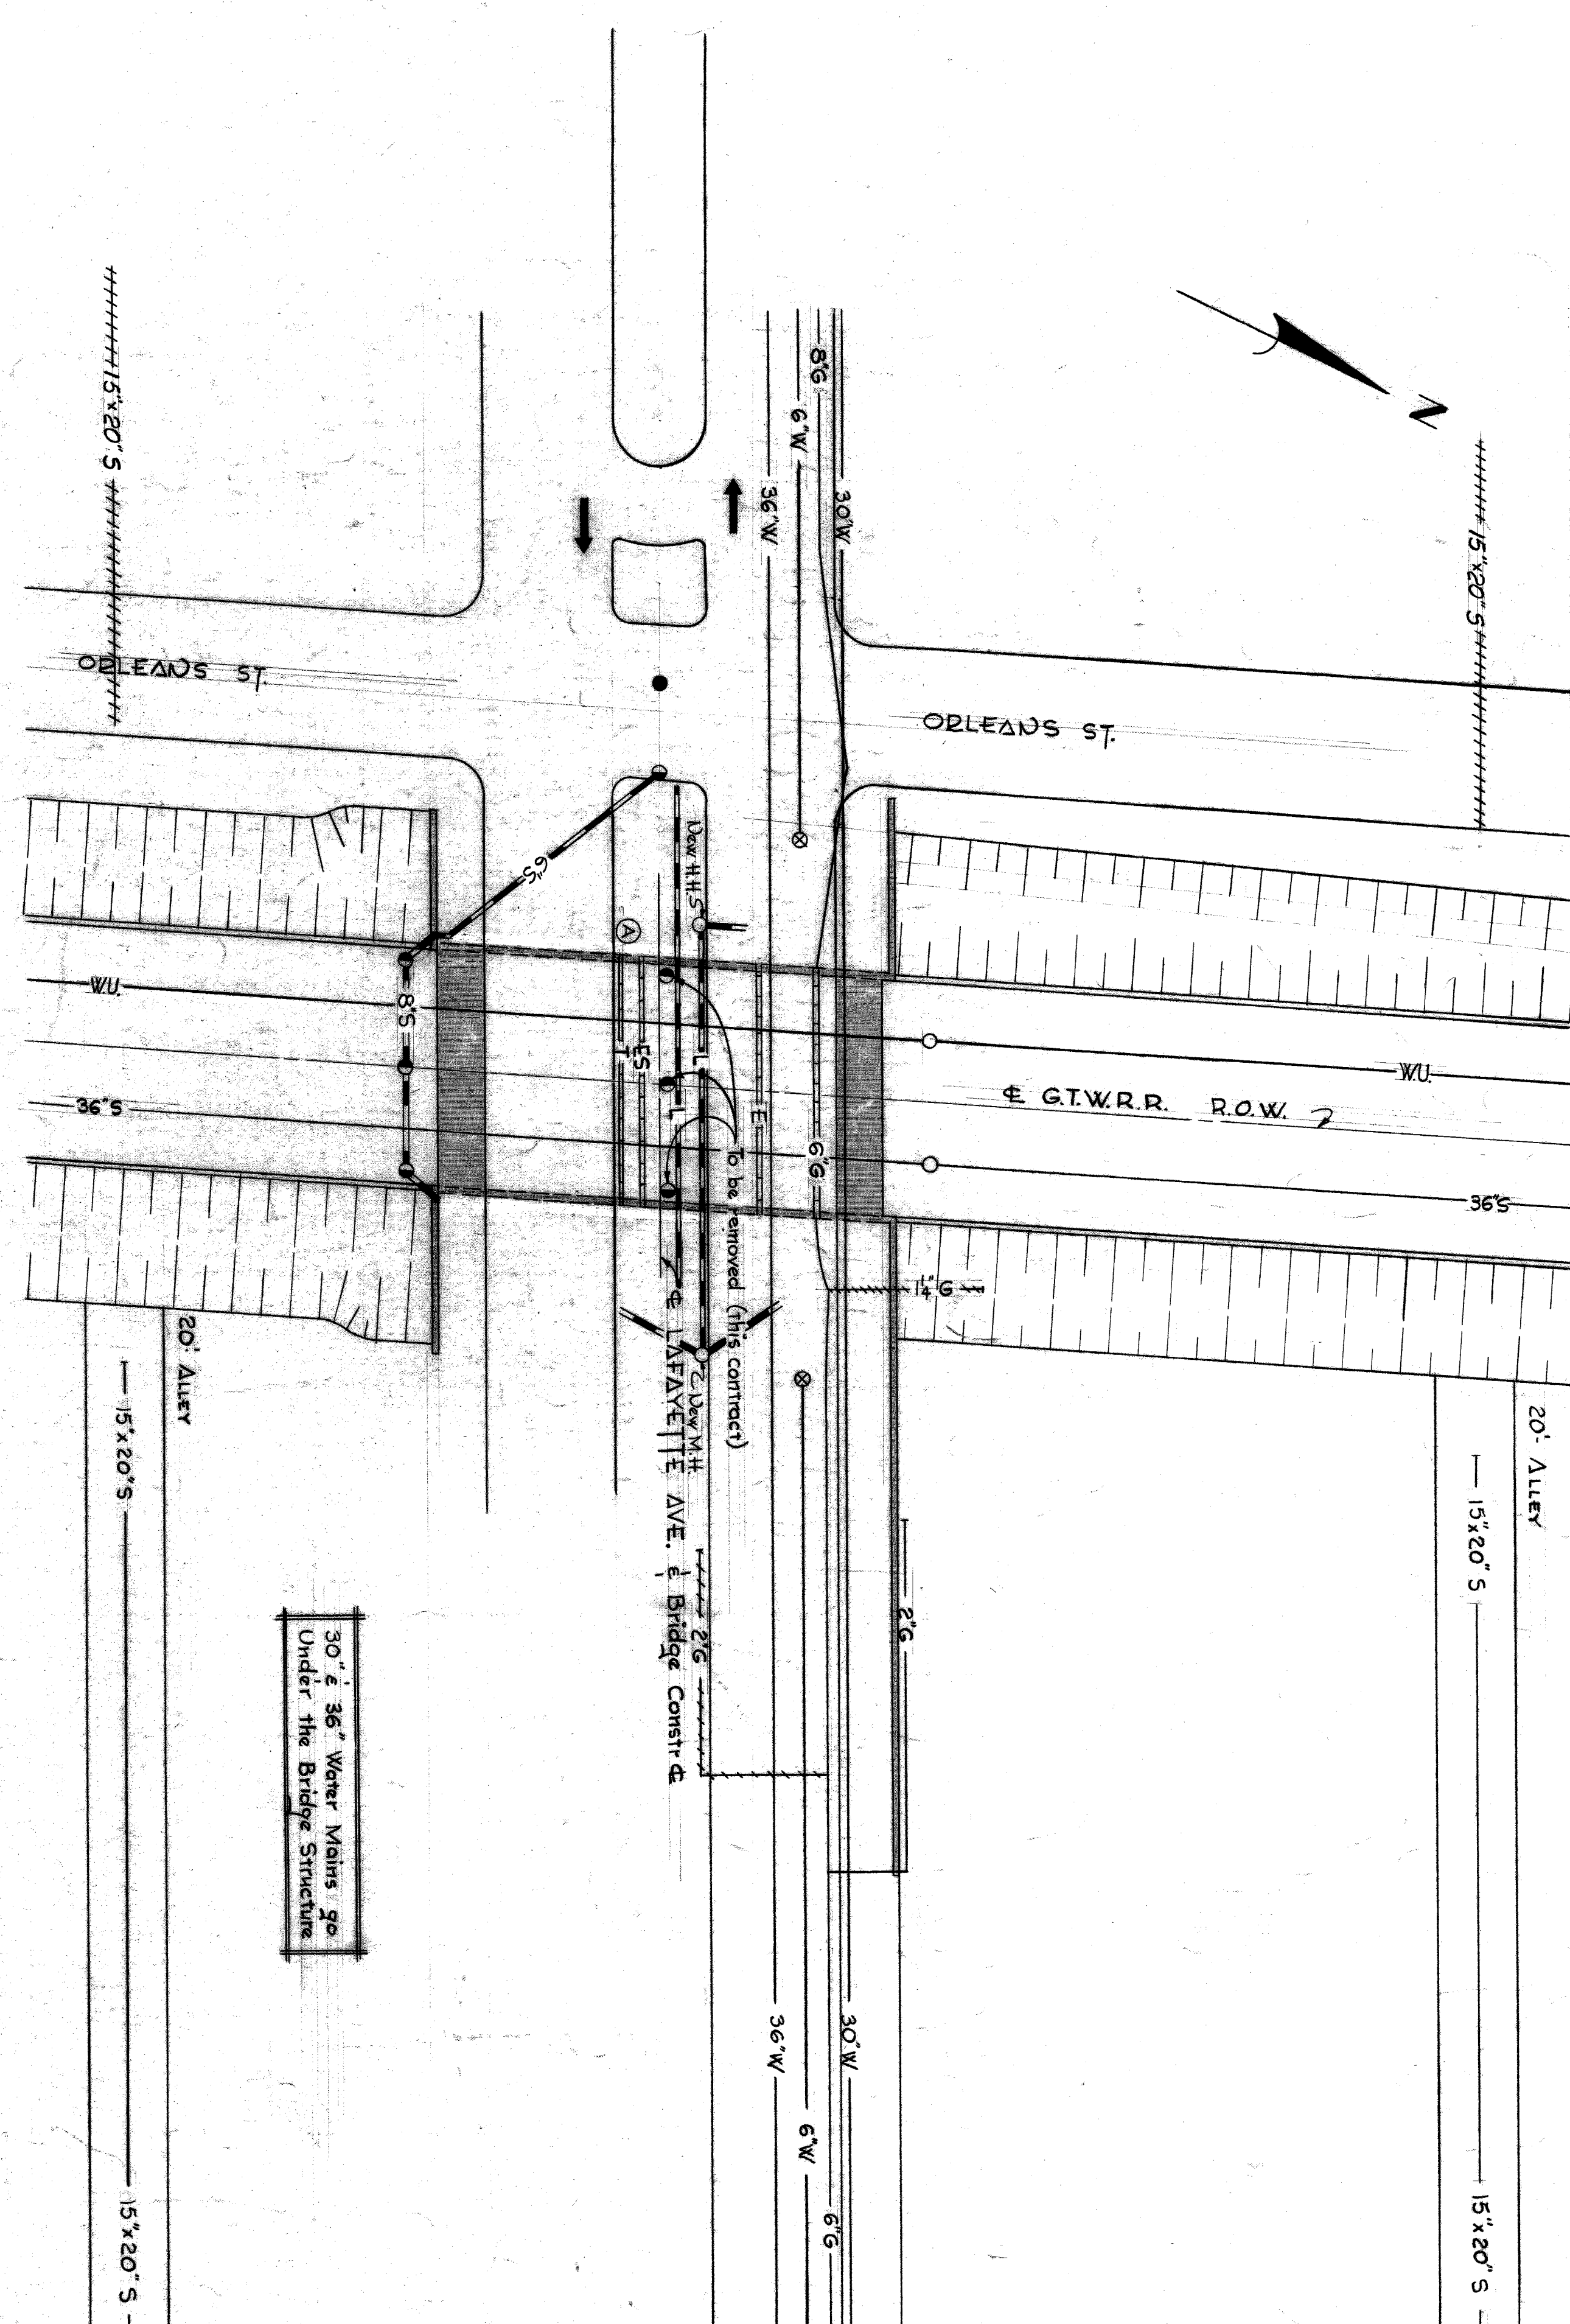 N
8"G
6"W
36"W
30"W
15"x20" S
15"x20" S
ORLEANS ST.
ORLEANS ST.
New H.H.
6"S
A
W.U.
8"S
T
ES
L
L
E
6"G
W.U.
℄ G.T.W.R.R. R.O.W.
36"S
36"S
To be removed (this contract)
1¼" G
New M.H.
℄ LAFAYETTE AVE. & Bridge Constr ℄
20' ALLEY
20' ALLEY
15"x20" S
15"x20" S
2"G
2"G
30" & 36" Water Mains go
Under the Bridge Structure
36"W
30"W
6"W
6"G
15"x20" S
15"x20" S